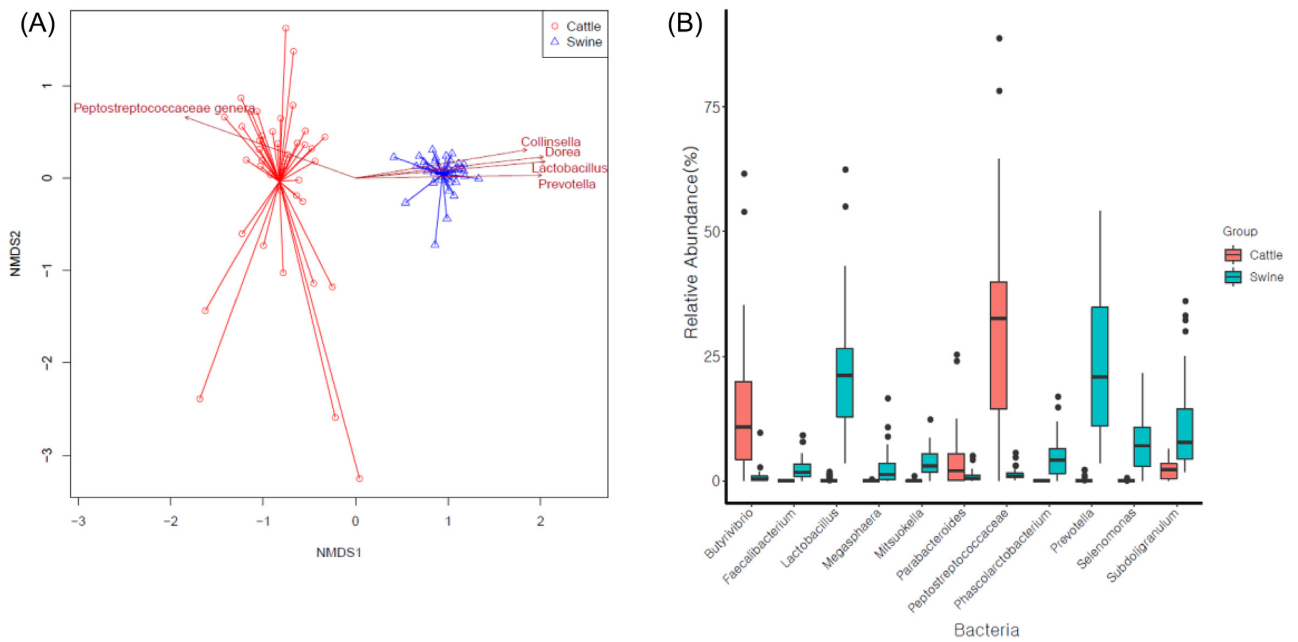 (A)
Cattle
Swine
Peptostreptococcaceae genera
Collinsella
Dorea
Lactobacillus
Prevotella
1
0
−1
−2
−3
NMDS2
−3
−2
−1
0
1
2
NMDS1
(B)
75
50
25
0
Relative Abundance(%)
Group
Cattle
Swine
Butyrivibrio
Faecalibacterium
Lactobacillus
Megasphaera
Mitsuokella
Parabacteroides
Peptostreptococcaceae
Phascolarctobacterium
Prevotella
Selenomonas
Subdoligranulum
Bacteria